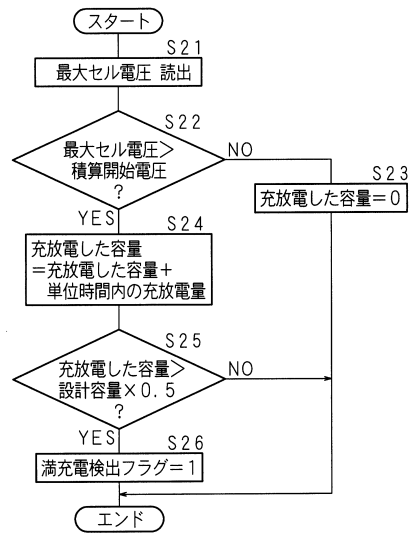 スタート
S21
最大セル電圧 読出
S22
最大セル電圧＞
積算開始電圧
？
NO
YES
S23
充放電した容量＝0
S24
充放電した容量
＝充放電した容量＋
単位時間内の充放電量
S25
充放電した容量＞
設計容量×0.5
？
NO
YES
S26
満充電検出フラグ＝1
エンド